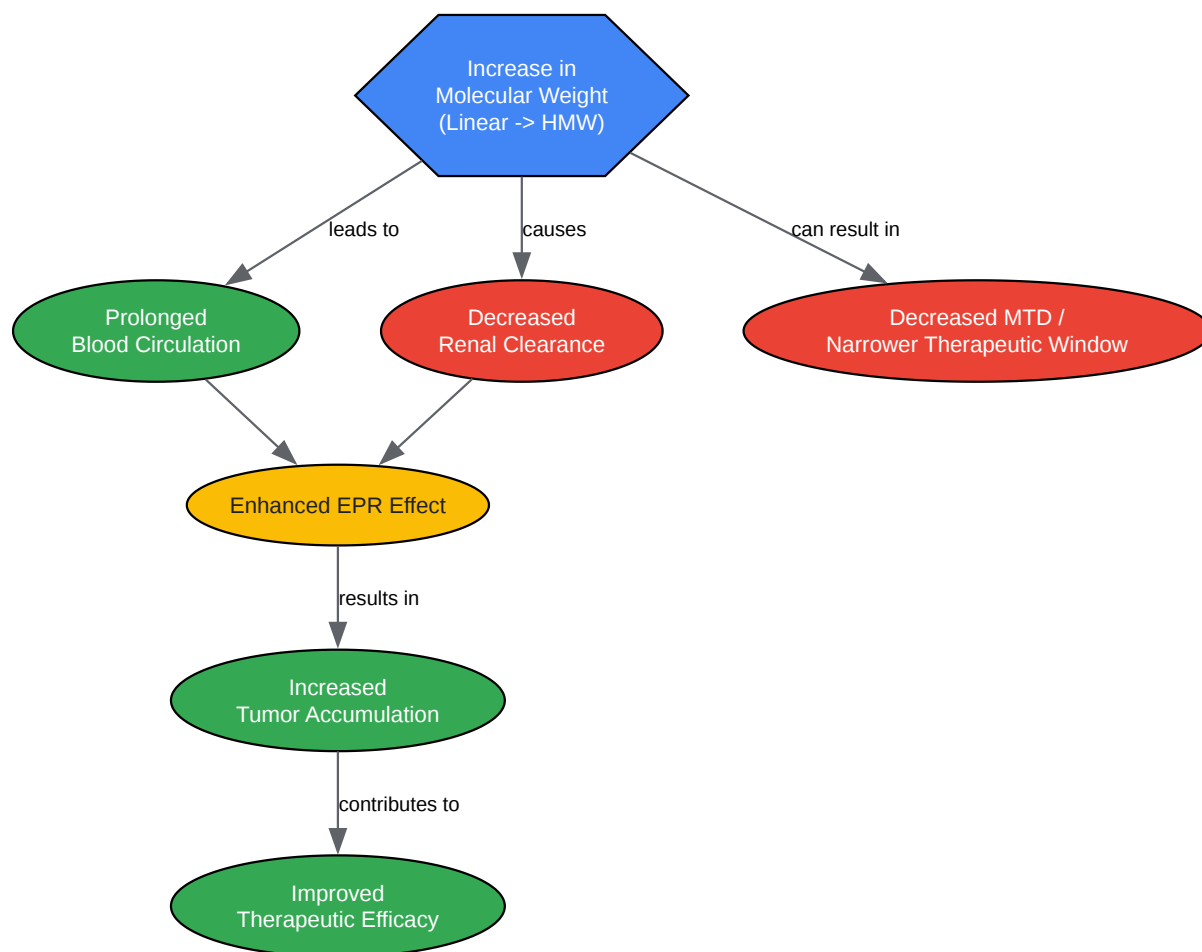 Increase in
Molecular Weight
(Linear -> HMW)
leads to
causes
can result in
Prolonged
Blood Circulation
Decreased
Renal Clearance
Decreased MTD /
Narrower Therapeutic Window
Enhanced EPR Effect
results in
Increased
Tumor Accumulation
contributes to
Improved
Therapeutic Efficacy